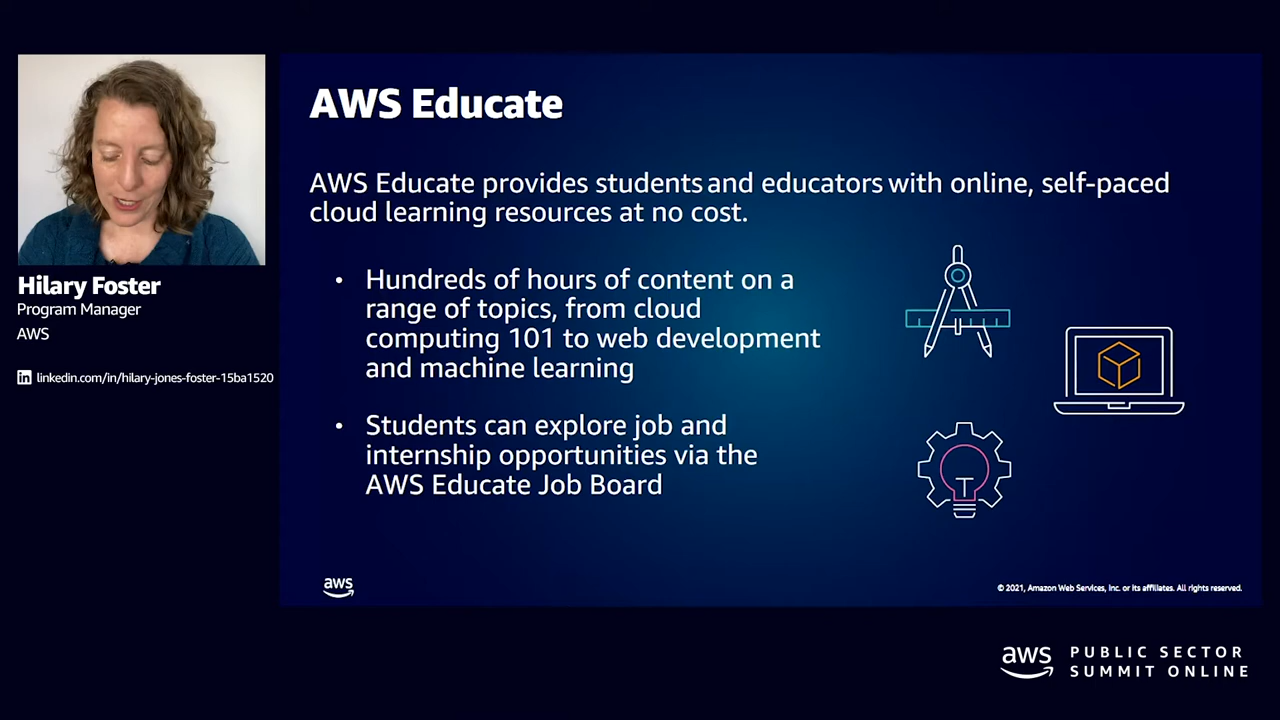 AWS Educate
AWS Educate provides students and educators with online, self-paced
cloud learning resources at no cost.
• Hundreds of hours of content on a
range of topics, from cloud
computing 101 to web development
and machine learning
• Students can explore job and
internship opportunities via the
AWS Educate Job Board
Hilary Foster
Program Manager
AWS
in linkedin.com/in/hilary-jones-foster-15ba1520
aws
© 2021, Amazon Web Services, Inc. or its affiliates. All rights reserved.
aws PUBLIC SECTOR
SUMMIT ONLINE